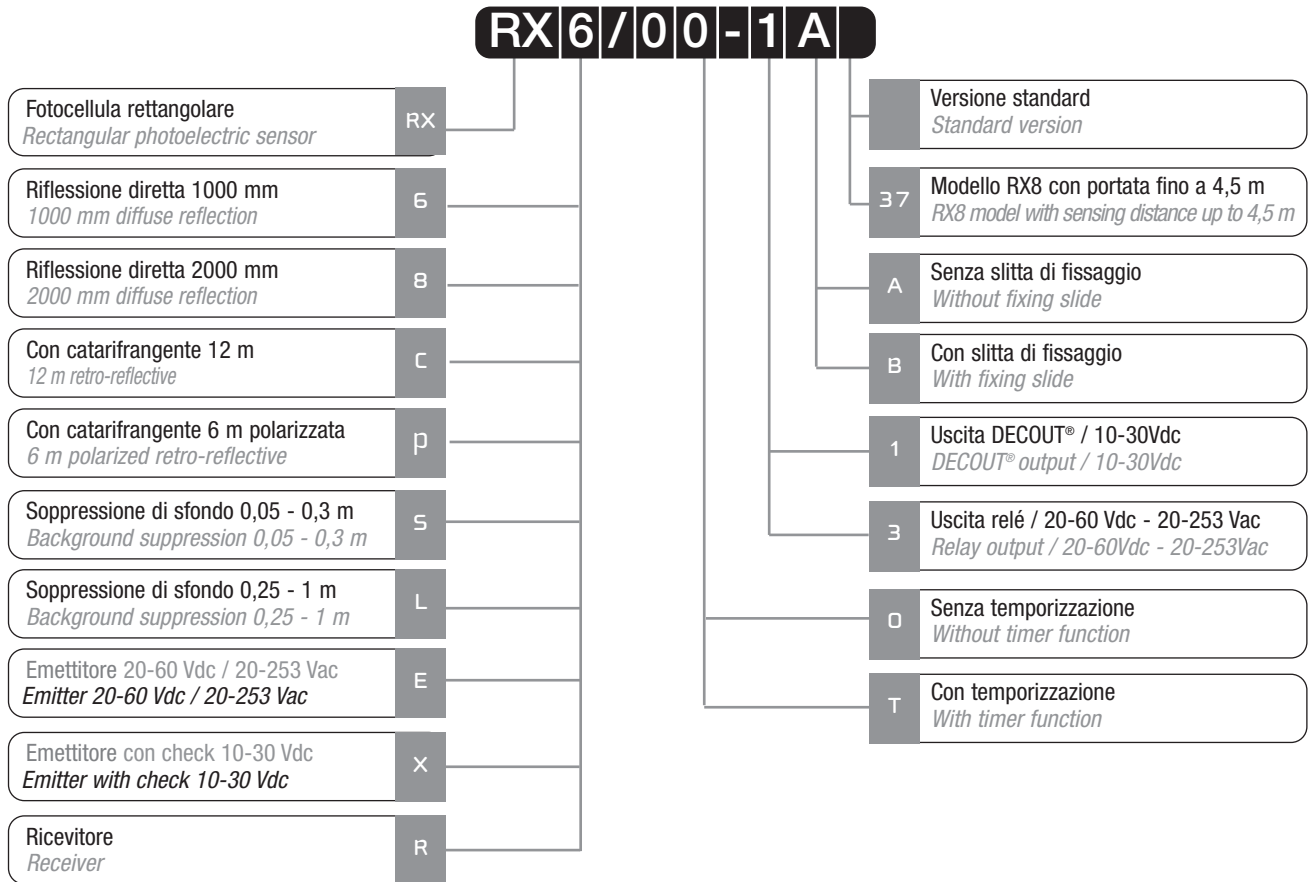 RX6/00-1A
Fotocellula rettangolare
Rectangular photoelectric sensor
RX
Riflessione diretta 1000 mm
1000 mm diffuse reflection
6
Riflessione diretta 2000 mm
2000 mm diffuse reflection
8
Con catarifrangente 12 m
12 m retro-reflective
C
Con catarifrangente 6 m polarizzata
6 m polarized retro-reflective
p
Soppressione di sfondo 0,05 - 0,3 m
Background suppression 0,05 - 0,3 m
S
Soppressione di sfondo 0,25 - 1 m
Background suppression 0,25 - 1 m
L
Emettitore 20-60 Vdc / 20-253 Vac
Emitter 20-60 Vdc / 20-253 Vac
E
Emettitore con check 10-30 Vdc
Emitter with check 10-30 Vdc
X
Ricevitore
Receiver
R
Versione standard
Standard version
37
Modello RX8 con portata fino a 4,5 m
RX8 model with sensing distance up to 4,5 m
A
Senza slitta di fissaggio
Without fixing slide
B
Con slitta di fissaggio
With fixing slide
1
Uscita DECOUT® / 10-30Vdc
DECOUT® output / 10-30Vdc
3
Uscita relé / 20-60 Vdc - 20-253 Vac
Relay output / 20-60Vdc - 20-253Vac
0
Senza temporizzazione
Without timer function
T
Con temporizzazione
With timer function